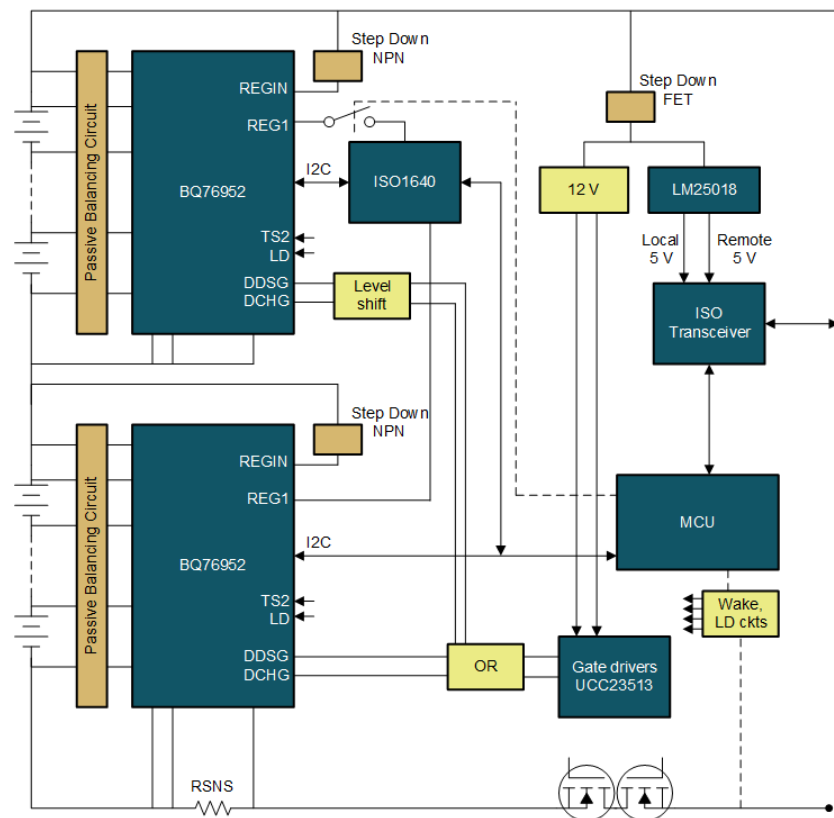 Step Down
NPN
Passive Balancing Circuit
BQ76952
REGIN
REG1
I2C
TS2
LD
DDSG
DCHG
ISO1640
Level
shift
Step Down
FET
12 V
LM25018
Local
5 V
Remote
5 V
ISO
Transceiver
Step Down
NPN
Passive Balancing Circuit
BQ76952
REGIN
REG1
I2C
TS2
LD
DDSG
DCHG
MCU
Wake,
LD ckts
OR
Gate drivers
UCC23513
RSNS